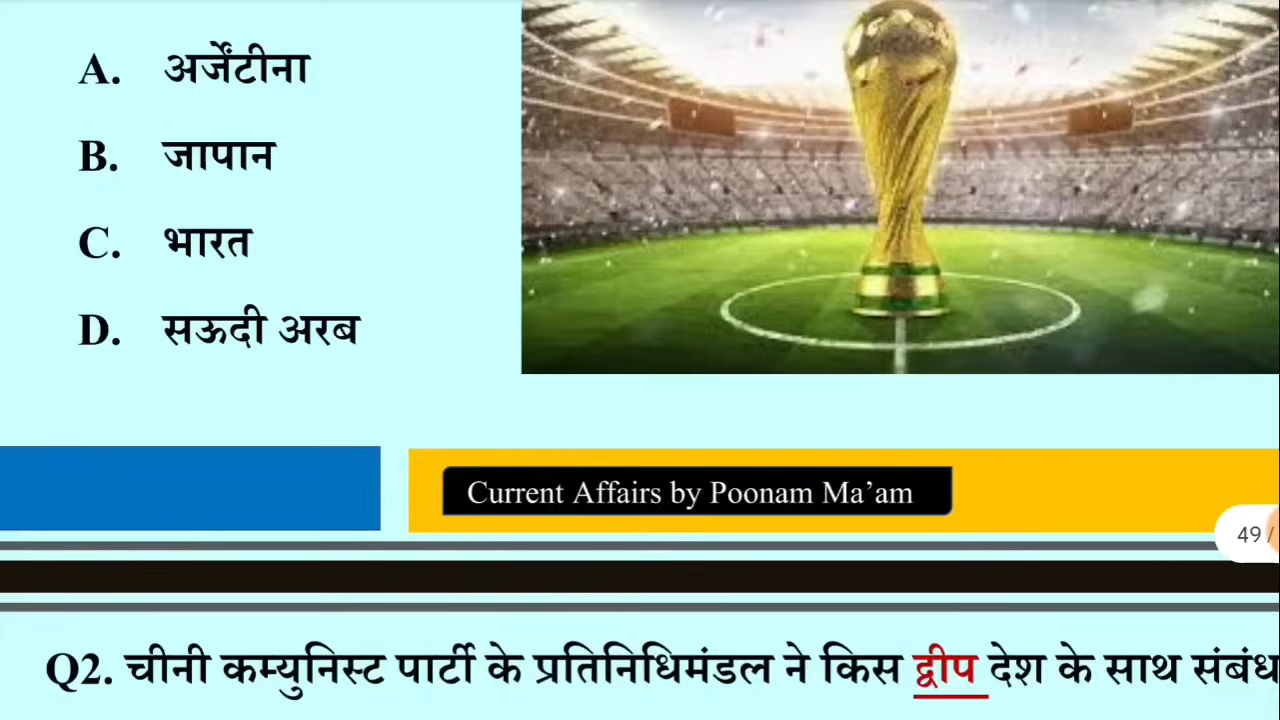 A. अर्जेंटीना
B. जापान
C. भारत
D. सऊदी अरब
Current Affairs by Poonam Ma’am
49 /
Q2. चीनी कम्युनिस्ट पार्टी के प्रतिनिधिमंडल ने किस द्वीप देश के साथ संबंध